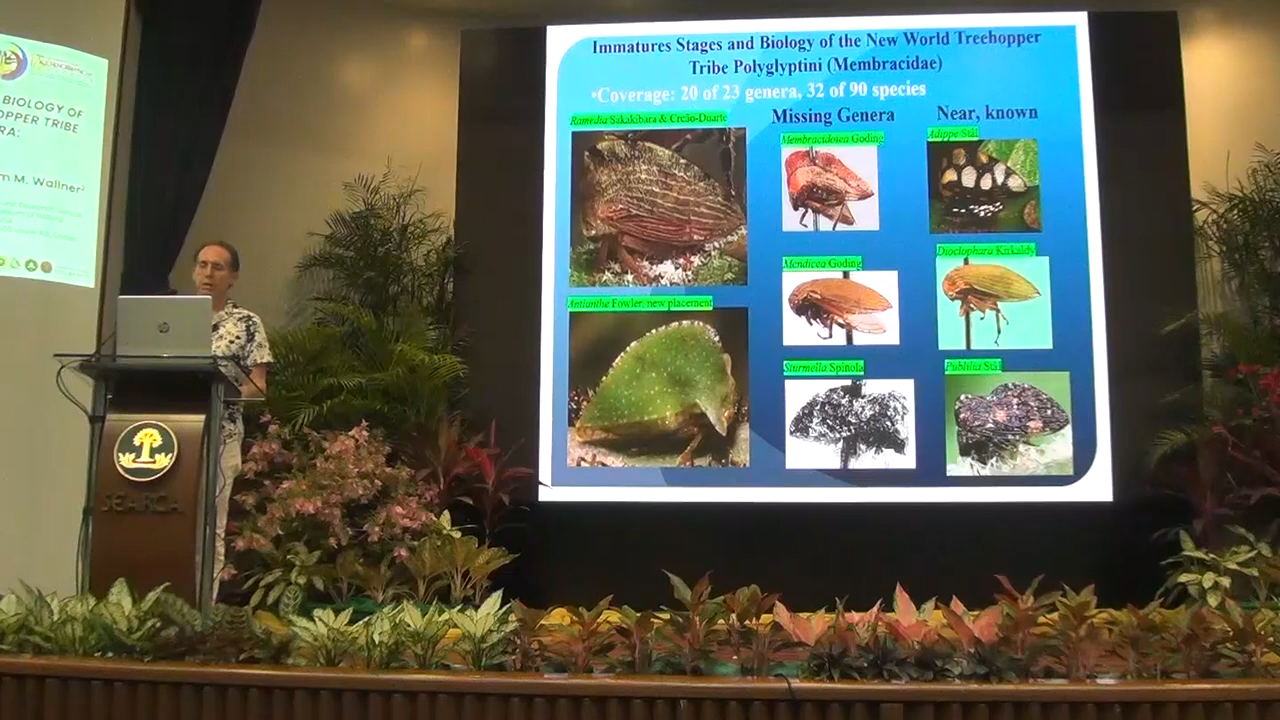 BIOLOGY OF
OPPER TRIBE
RA:
m M. Wallner²
SEARCA
Immatures Stages and Biology of the New World Treehopper
Tribe Polyglyptini (Membracidae)
•Coverage: 20 of 23 genera, 32 of 90 species
Ramedia Sakakibara & Creão-Duarte
Missing Genera
Near, known
Membracidoidea Goding
Adippe Stål
Mendicea Goding
Dioclophara Kirkaldy
Antianthe Fowler, new placement
Sturmella Spinola
Publilia Stål